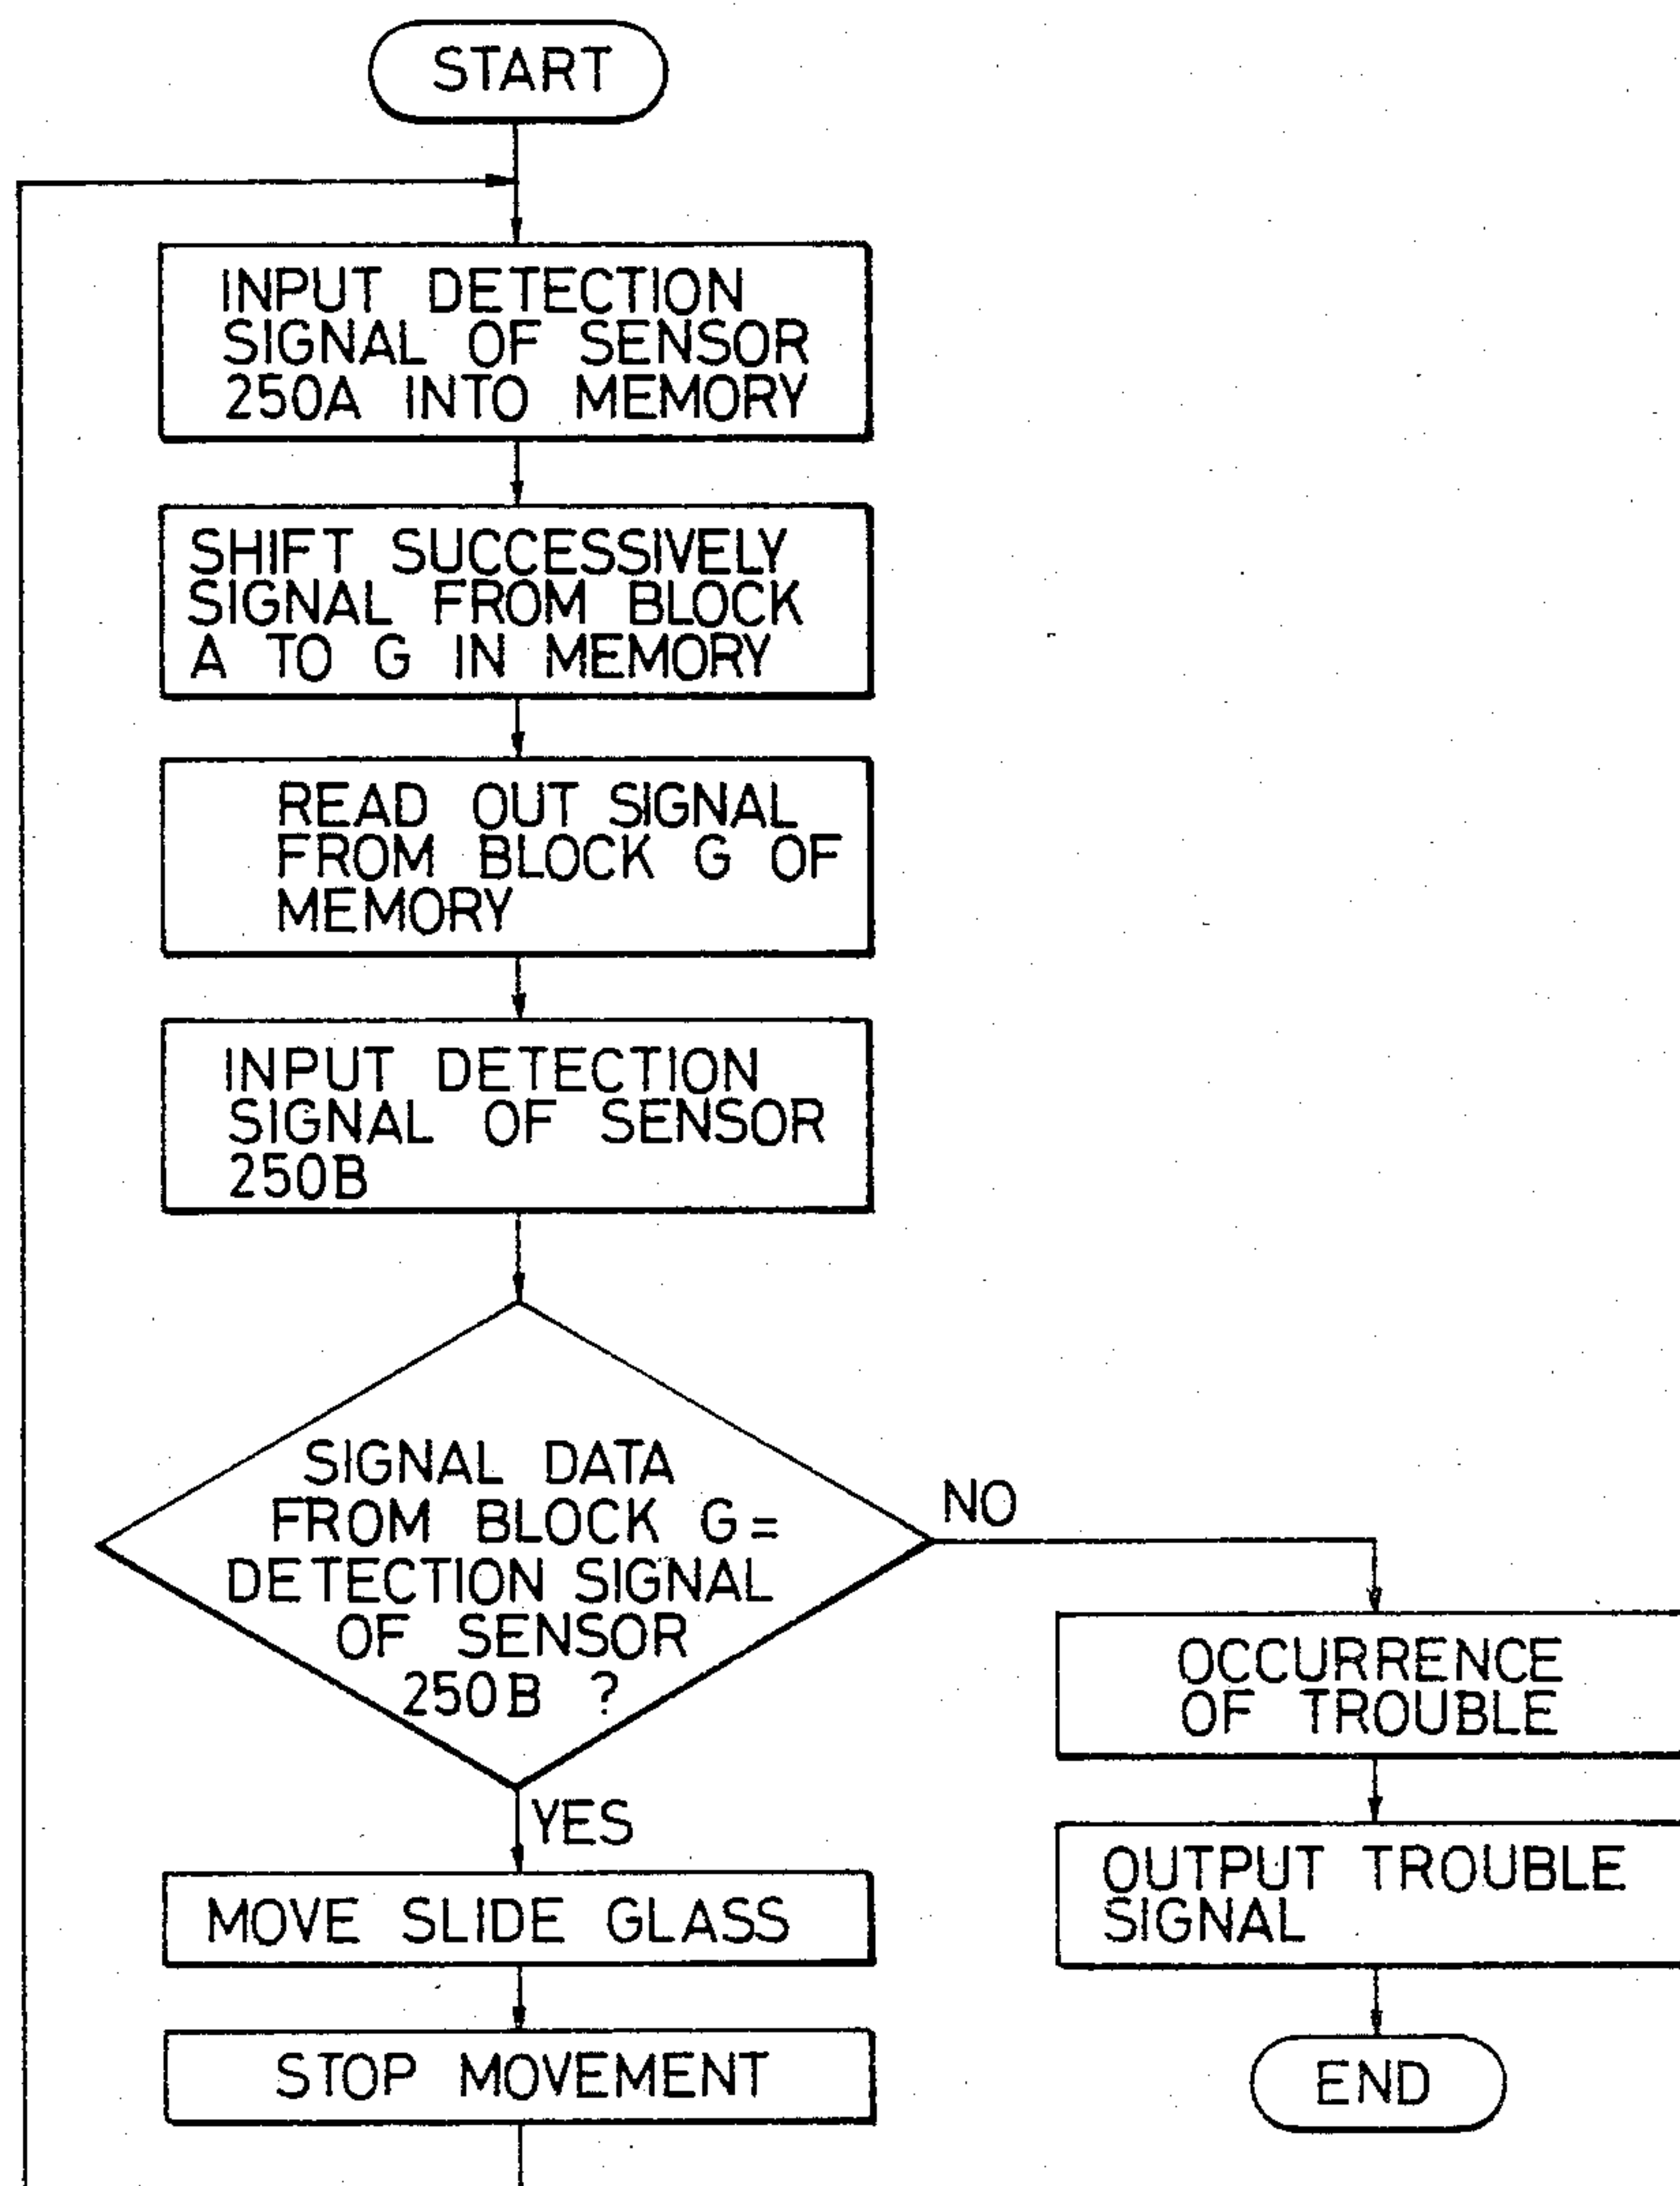 START
INPUT DETECTION
SIGNAL OF SENSOR
250A INTO MEMORY
SHIFT SUCCESSIVELY
SIGNAL FROM BLOCK
A TO G IN MEMORY
READ OUT SIGNAL
FROM BLOCK G OF
MEMORY
INPUT DETECTION
SIGNAL OF SENSOR
250B
SIGNAL DATA
FROM BLOCK G=
DETECTION SIGNAL
OF SENSOR
250B ?
NO
YES
MOVE SLIDE GLASS
STOP MOVEMENT
OCCURRENCE
OF TROUBLE
OUTPUT TROUBLE
SIGNAL
END